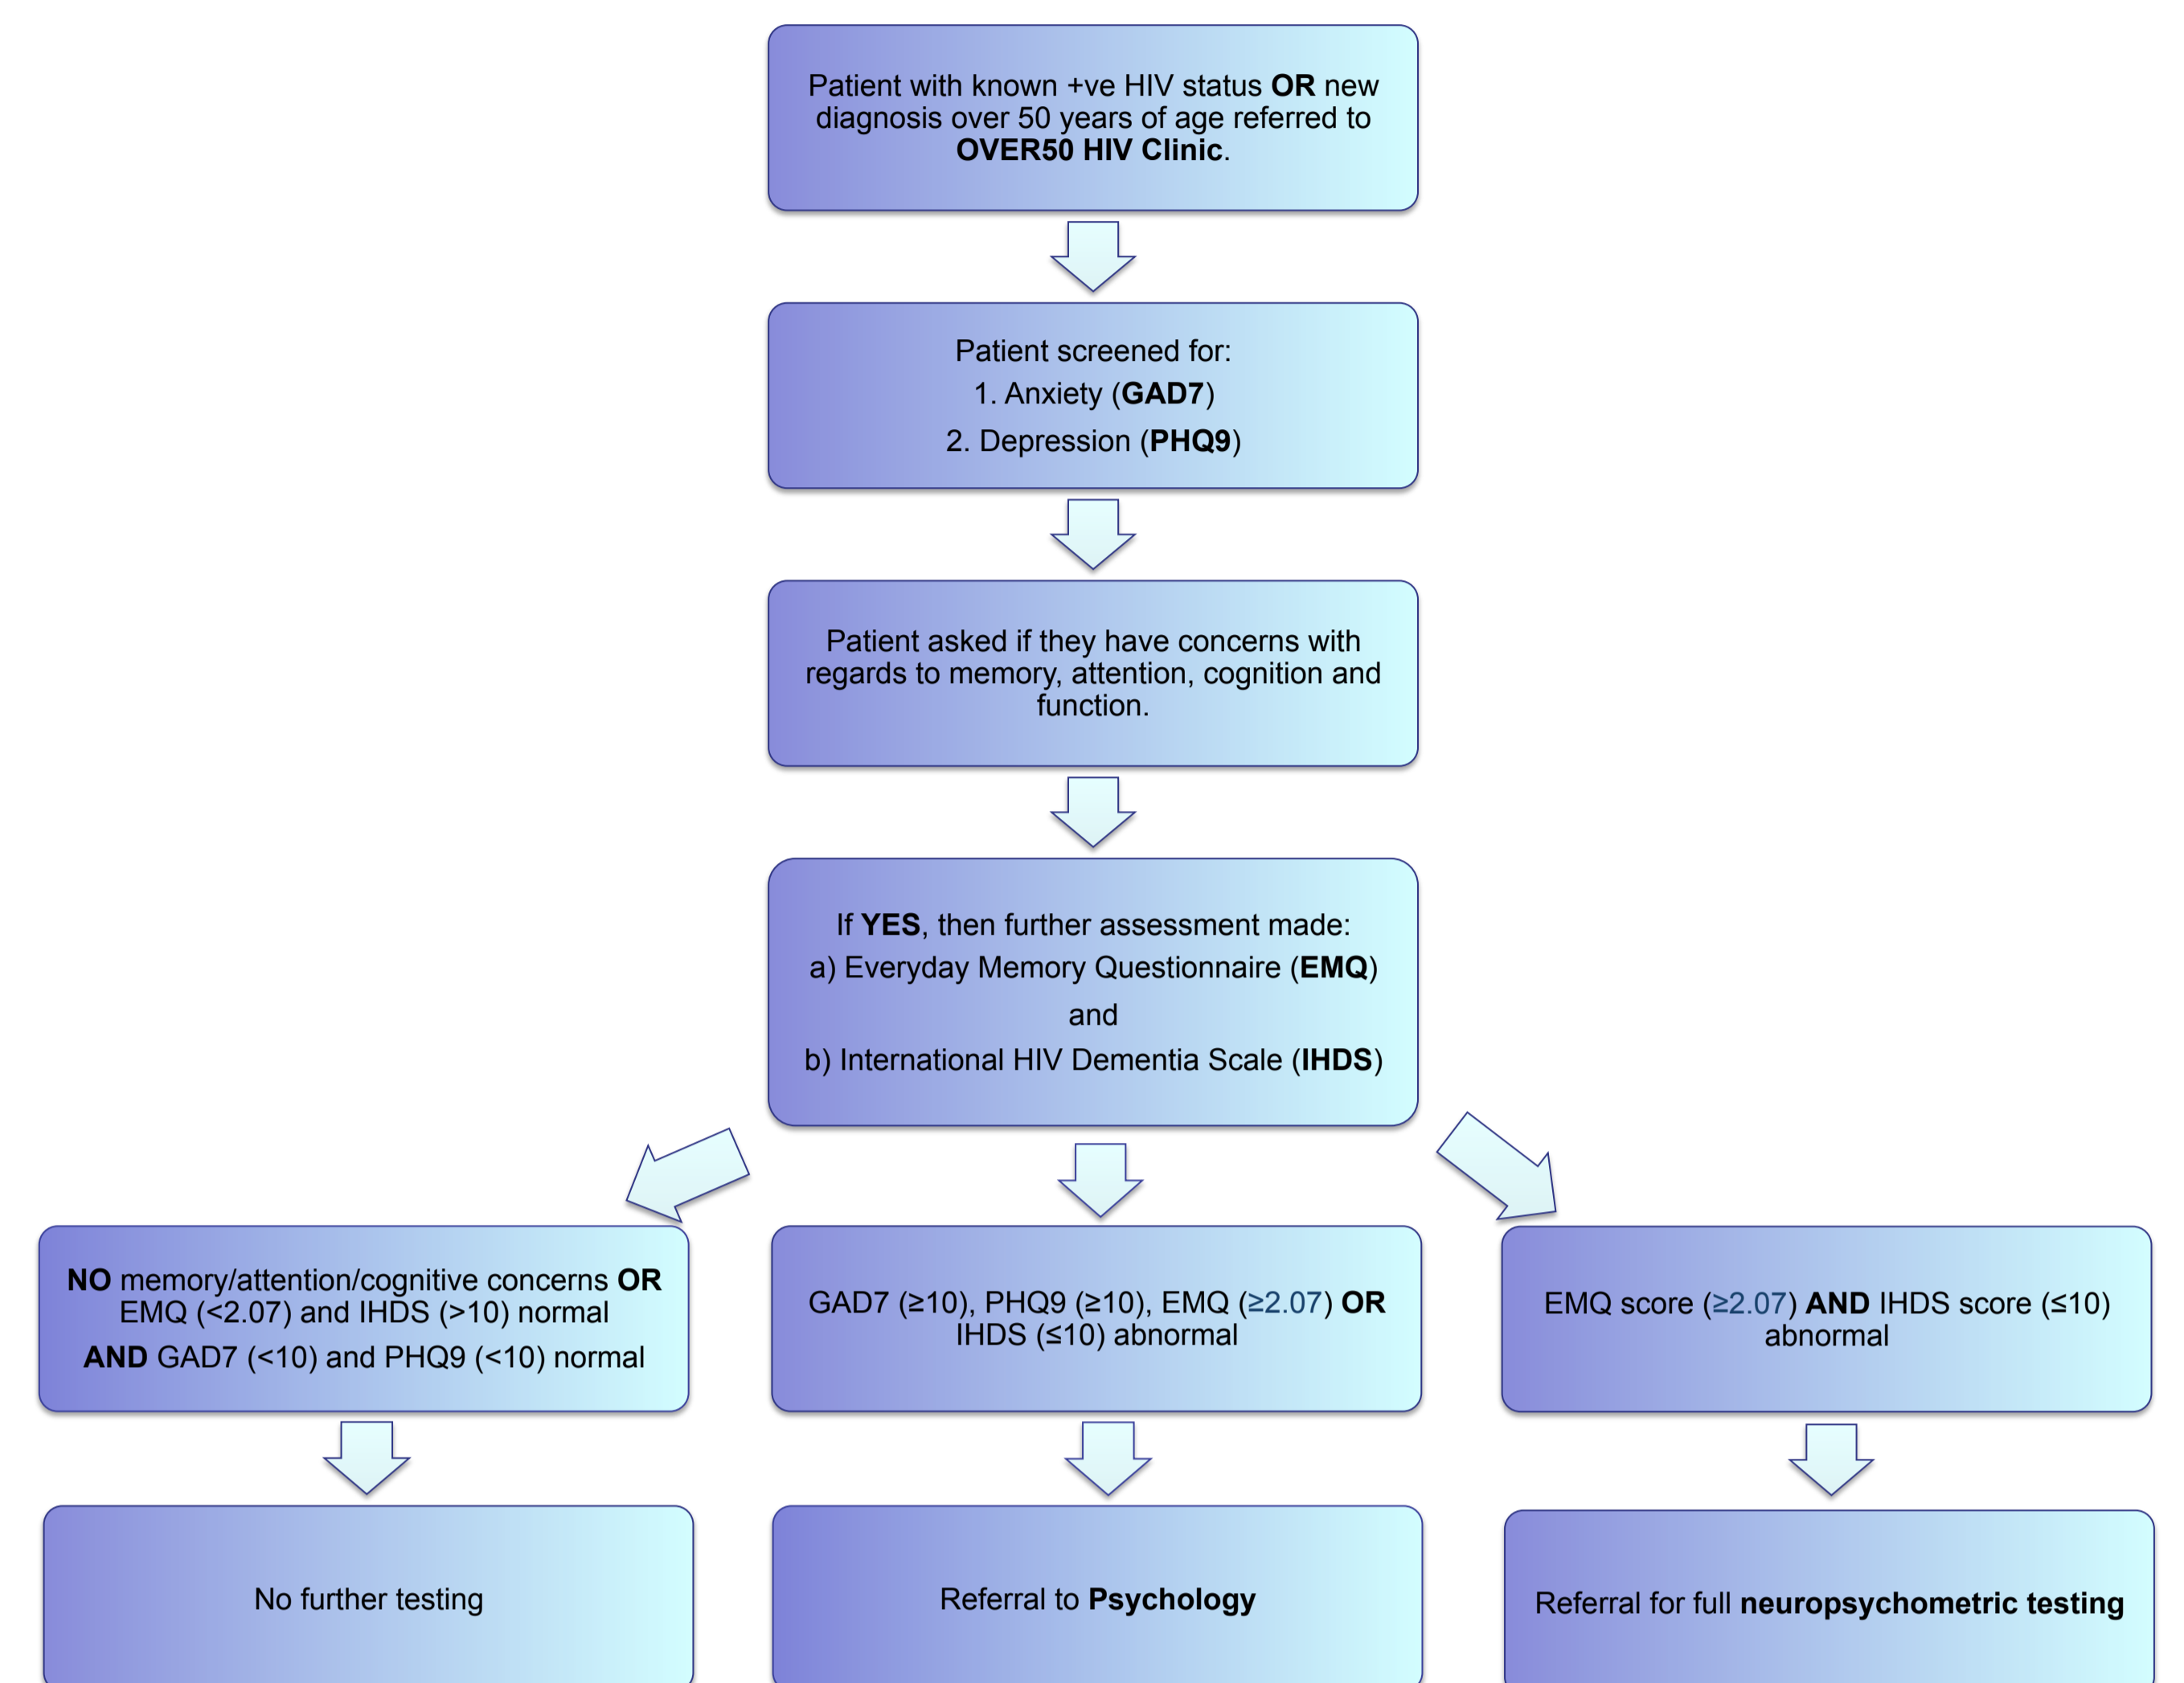 Patient with known +ve HIV status OR new
diagnosis over 50 years of age referred to
OVER50 HIV Clinic.
Patient screened for:
1. Anxiety (GAD7)
2. Depression (PHQ9)
Patient asked if they have concerns with
regards to memory, attention, cognition and
function.
If YES, then further assessment made:
a) Everyday Memory Questionnaire (EMQ)
and
b) International HIV Dementia Scale (IHDS)
NO memory/attention/cognitive concerns OR
EMQ (<2.07) and IHDS (>10) normal
AND GAD7 (<10) and PHQ9 (<10) normal
GAD7 (≥10), PHQ9 (≥10), EMQ (≥2.07) OR
IHDS (≤10) abnormal
EMQ score (≥2.07) AND IHDS score (≤10)
abnormal
No further testing
Referral to Psychology
Referral for full neuropsychometric testing